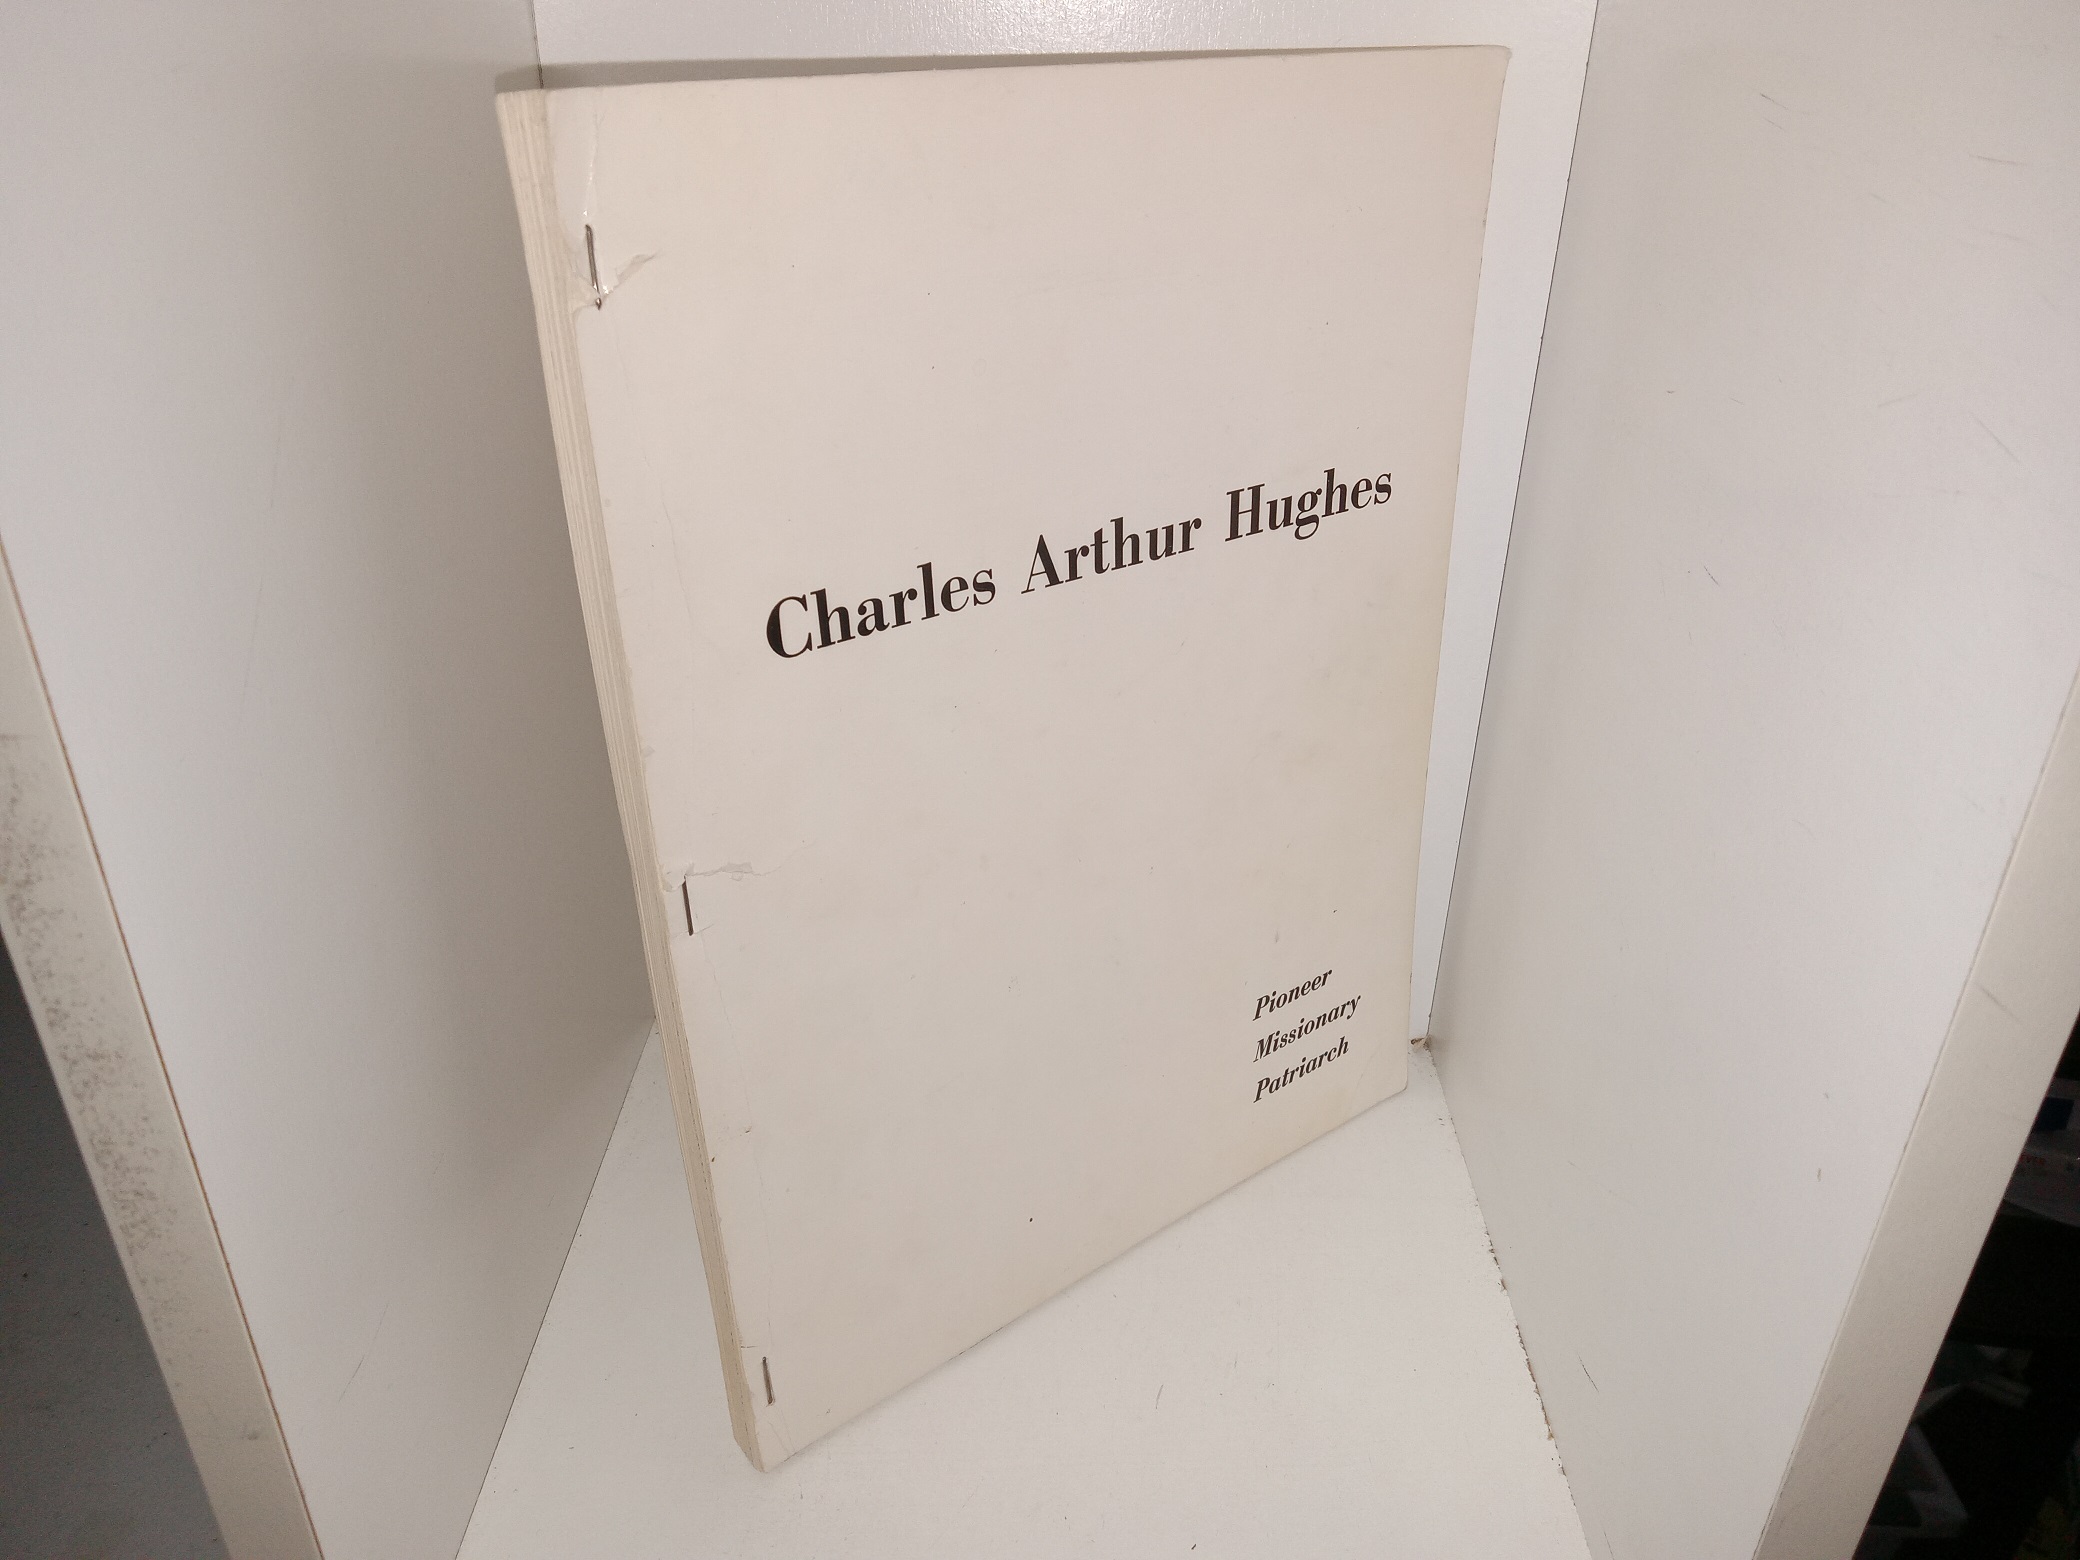 Charles Arthur Hughes
Pioneer
Missionary
Patriarch